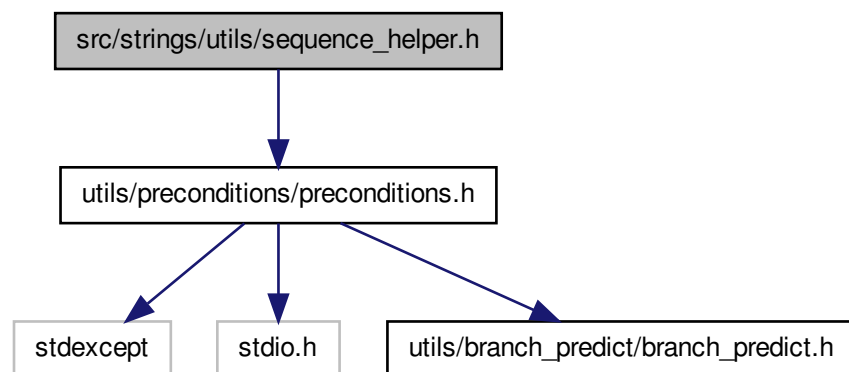 src/strings/utils/sequence_helper.h
utils/preconditions/preconditions.h
stdexcept
stdio.h
utils/branch_predict/branch_predict.h